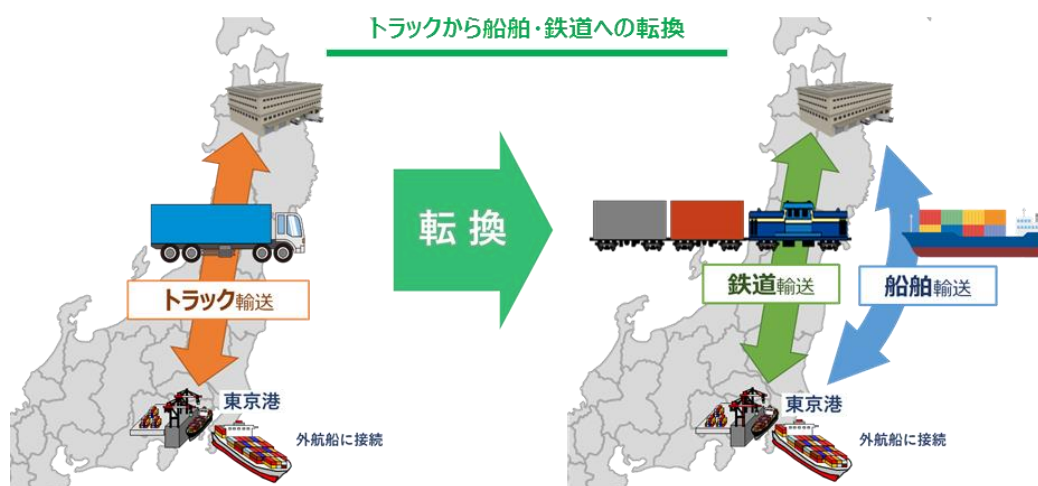 トラックから船舶・鉄道への転換
トラック輸送
東京港
外航船に接続
転換
鉄道輸送
船舶輸送
東京港
外航船に接続